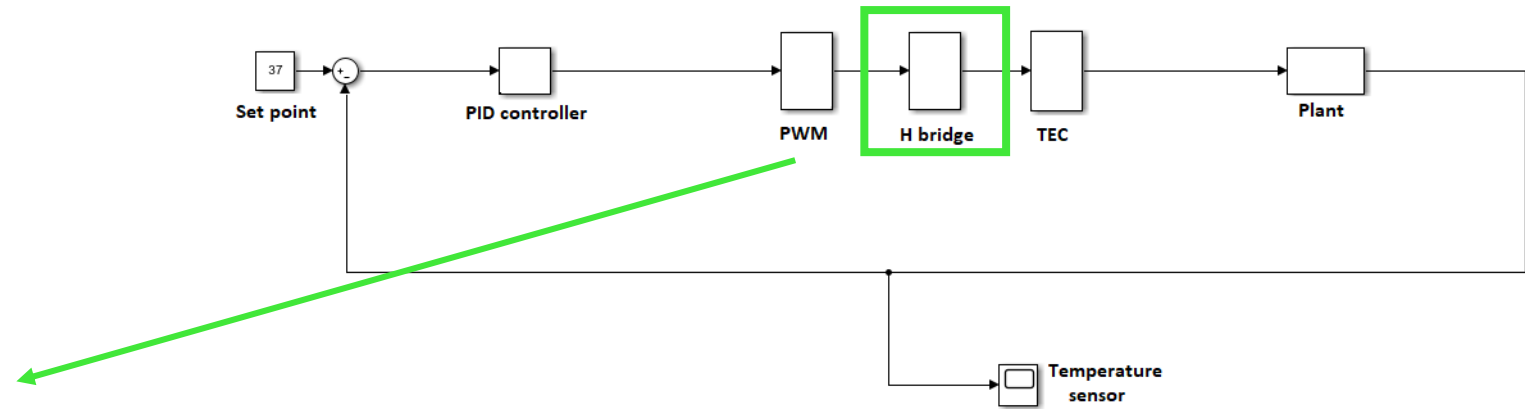 37
+
-
Set point
PID controller
PWM
H bridge
TEC
Plant
Temperature
sensor